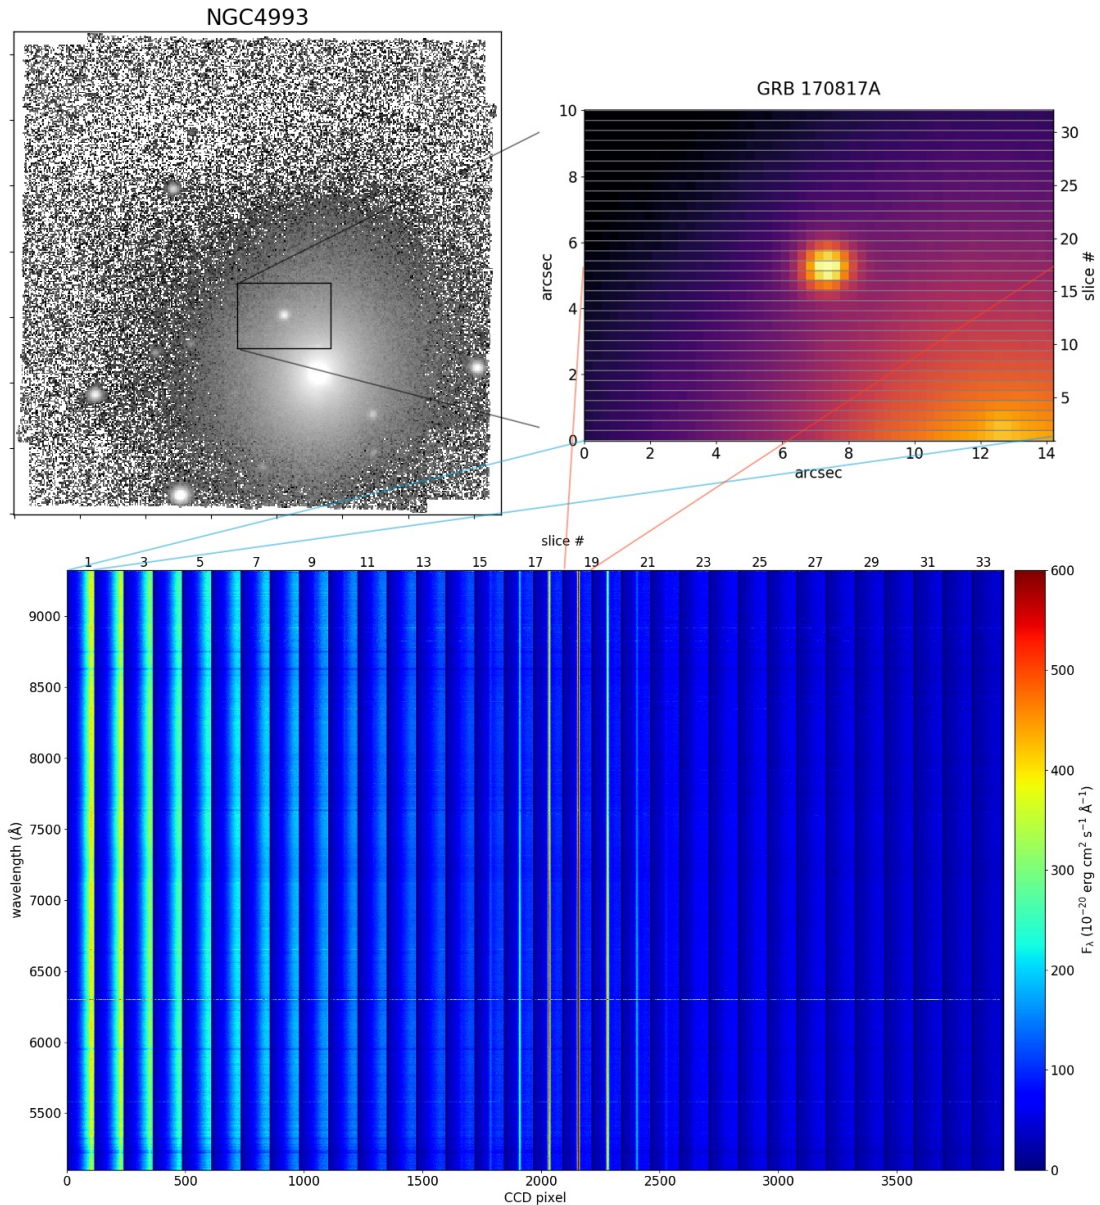 NGC4993
GRB 170817A
10
8
6
4
2
0
arcsec
30
25
20
15
10
5
slice #
0 2 4 6 8 10 12 14
arcsec
slice #
1 3 5 7 9 11 13 15 17 19 21 23 25 27 29 31 33
9000
8500
8000
7500
7000
6500
6000
5500
wavelength (Å)
0 500 1000 1500 2000 2500 3000 3500
CCD pixel
600
500
400
300
200
100
0
Fλ (10⁻²⁰ erg cm² s⁻¹ Å⁻¹)